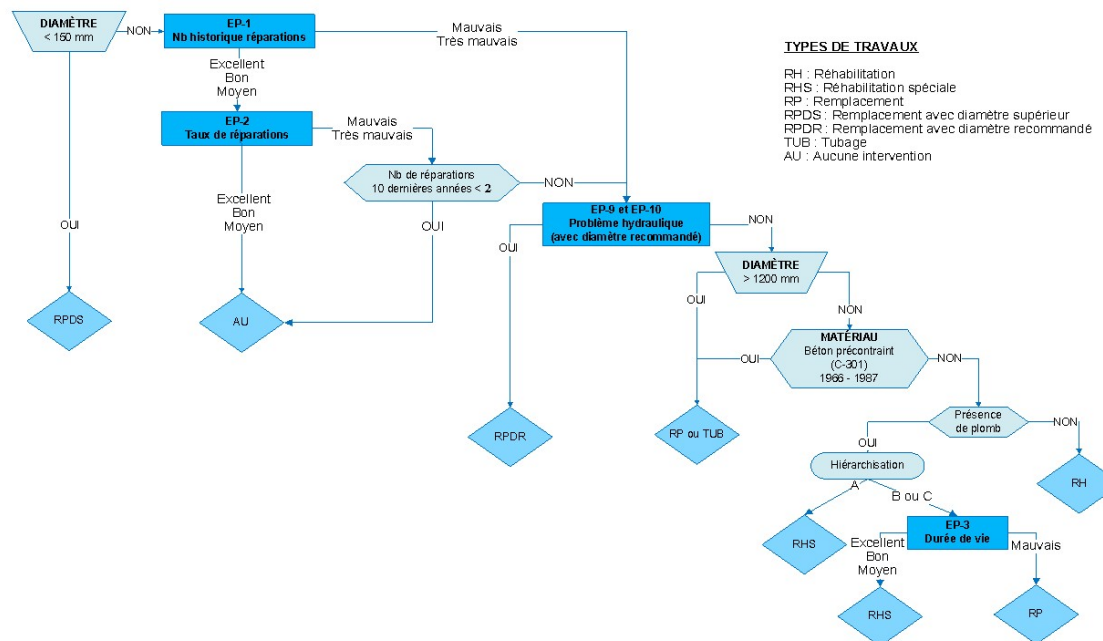 DIAMÈTRE
< 150 mm
NON
EP-1
Nb historique réparations
Mauvais
Très mauvais
TYPES DE TRAVAUX
RH : Réhabilitation
RHS : Réhabilitation spéciale
RP : Remplacement
RPDS : Remplacement avec diamètre supérieur
RPDR : Remplacement avec diamètre recommandé
TUB : Tubage
AU : Aucune intervention
Excellent
Bon
Moyen
EP-2
Taux de réparations
Mauvais
Très mauvais
Nb de réparations
10 dernières années < 2
NON
OUI
Excellent
Bon
Moyen
OUI
EP-9 et EP-10
Problème hydraulique
(avec diamètre recommandé)
OUI
NON
DIAMÈTRE
> 1200 mm
OUI
NON
RPDS
AU
MATÉRIAU
Béton précontraint
(C-301)
1966 - 1987
OUI
NON
RPDR
RP ou TUB
Présence
de plomb
OUI
NON
Hiérarchisation
RH
A
B ou C
EP-3
Durée de vie
RHS
Excellent
Bon
Moyen
Mauvais
RHS
RP